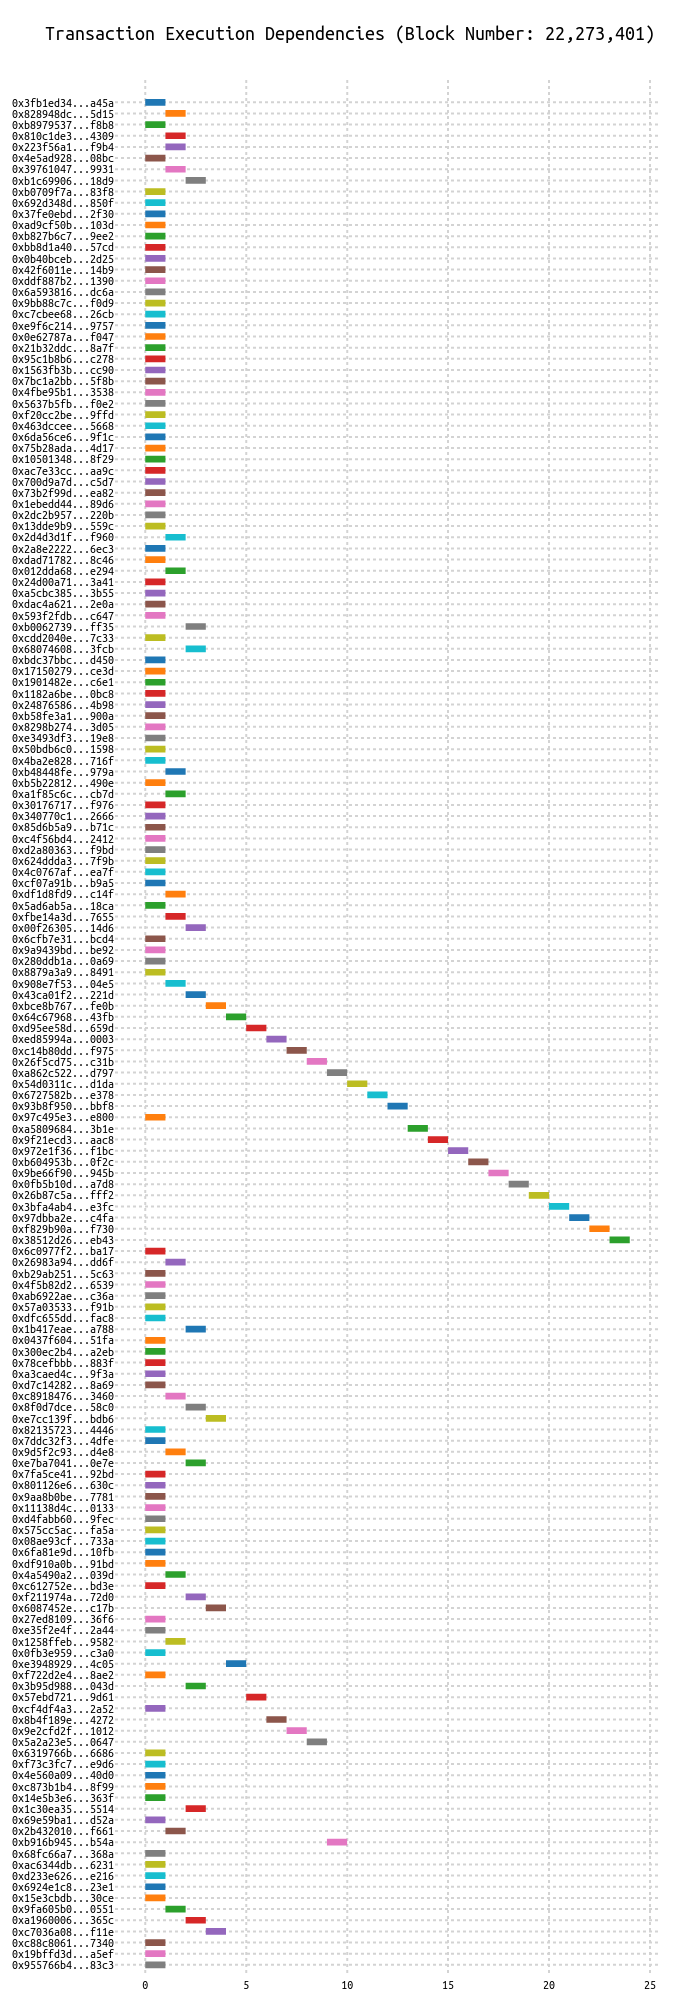 Transaction Execution Dependencies (Block Number: 22,273,401)
0x3fb1ed34...a45a
0x828948dc...5d15
0xb8979537...f8b8
0x810c1de3...4309
0x223f56a1...f9b4
0x4e5ad928...08bc
0x39761047...9931
0xb1c69906...18d9
0xb0709f7a...83f8
0x692d348d...850f
0x37fe0ebd...2f30
0xad9cf50b...103d
0xb827b6c7...9ee2
0xbb8d1a40...57cd
0x0b40bceb...2d25
0x42f6011e...14b9
0xddf887b2...1390
0x6a593816...dc6a
0x9bb88c7c...f0d9
0xc7cbee68...26cb
0xe9f6c214...9757
0x0e62787a...f047
0x21b32ddc...8a7f
0x95c1b8b6...c278
0x1563fb3b...cc90
0x7bc1a2bb...5f8b
0x4fbe95b1...3538
0x5637b5fb...f0e2
0xf20cc2be...9ffd
0x463dccee...5668
0x6da56ce6...9f1c
0x75b28ada...4d17
0x10501348...8f29
0xac7e33cc...aa9c
0x700d9a7d...c5d7
0x73b2f99d...ea82
0x1ebedd44...89d6
0x2dc2b957...220b
0x13dde9b9...559c
0x2d4d3d1f...f960
0x2a8e2222...6ec3
0xdad71782...8c46
0x012dda68...e294
0x24d00a71...3a41
0xa5cbc385...3b55
0xdac4a621...2e0a
0x593f2fdb...c647
0xb0062739...ff35
0xcdd2040e...7c33
0x68074608...3fcb
0xbdc37bbc...d450
0x17150279...ce3d
0x1901482e...c6e1
0x1182a6be...0bc8
0x24876586...4b98
0xb58fe3a1...900a
0x8298b274...3d05
0xe3493df3...19e8
0x50bdb6c0...1598
0x4ba2e828...716f
0xb48448fe...979a
0xb5b22812...490e
0xa1f85c6c...cb7d
0x30176717...f976
0x340770c1...2666
0x85d6b5a9...b71c
0xc4f56bd4...2412
0xd2a80363...f9bd
0x624ddda3...7f9b
0x4c0767af...ea7f
0xcf07a91b...b9a5
0xdf1d8fd9...c14f
0x5ad6ab5a...18ca
0xfbe14a3d...7655
0x00f26305...14d6
0x6cfb7e31...bcd4
0x9a9439bd...be92
0x280ddb1a...0a69
0x8879a3a9...8491
0x908e7f53...04e5
0x43ca01f2...221d
0xbce8b767...fe0b
0x64c67968...43fb
0xd95ee58d...659d
0xed85994a...0003
0xc14b80dd...f975
0x26f5cd75...c31b
0xa862c522...d797
0x54d0311c...d1da
0x6727582b...e378
0x93b8f950...bbf8
0x97c495e3...e800
0xa5809684...3b1e
0x9f21ecd3...aac8
0x972e1f36...f1bc
0xb604953b...0f2c
0x9be66f90...945b
0x0fb5b10d...a7d8
0x26b87c5a...fff2
0x3bfa4ab4...e3fc
0x97dbba2e...c4fa
0xf829b90a...f730
0x38512d26...eb43
0x6c0977f2...ba17
0x26983a94...dd6f
0xb29ab251...5c63
0x4f5b82d2...6539
0xab6922ae...c36a
0x57a03533...f91b
0xdfc655dd...fac8
0x1b417eae...a788
0x0437f604...51fa
0x300ec2b4...a2eb
0x78cefbbb...883f
0xa3caed4c...9f3a
0xd7c14282...8a69
0xc8918476...3460
0x8f0d7dce...58c0
0xe7cc139f...bdb6
0x82135723...4446
0x7ddc32f3...4dfe
0x9d5f2c93...d4e8
0xe7ba7041...0e7e
0x7fa5ce41...92bd
0x801126e6...630c
0x9aa8b0be...7781
0x11138d4c...0133
0xd4fabb60...9fec
0x575cc5ac...fa5a
0x08ae93cf...733a
0x6fa81e9d...10fb
0xdf910a0b...91bd
0x4a5490a2...039d
0xc612752e...bd3e
0xf211974a...72d0
0x6087452e...c17b
0x27ed8109...36f6
0xe35f2e4f...2a44
0x1258ffeb...9582
0x0fb3e959...c3a0
0xe3948929...4c05
0xf722d2e4...8ae2
0x3b95d988...043d
0x57ebd721...9d61
0xcf4df4a3...2a52
0x8b4f189e...4272
0x9e2cfd2f...1012
0x5a2a23e5...0647
0x6319766b...6686
0xf73c3fc7...e9d6
0x4e560a09...40d0
0xc873b1b4...8f99
0x14e5b3e6...363f
0x1c30ea35...5514
0x69e59ba1...d52a
0x2b432010...f661
0xb916b945...b54a
0x68fc66a7...368a
0xac6344db...6231
0xd233e626...e216
0x6924e1c8...23e1
0x15e3cbdb...30ce
0x9fa605b0...0551
0xa1960006...365c
0xc7036a08...f11e
0xc88c8061...7340
0x19bffd3d...a5ef
0x955766b4...83c3
0 5 10 15 20 25